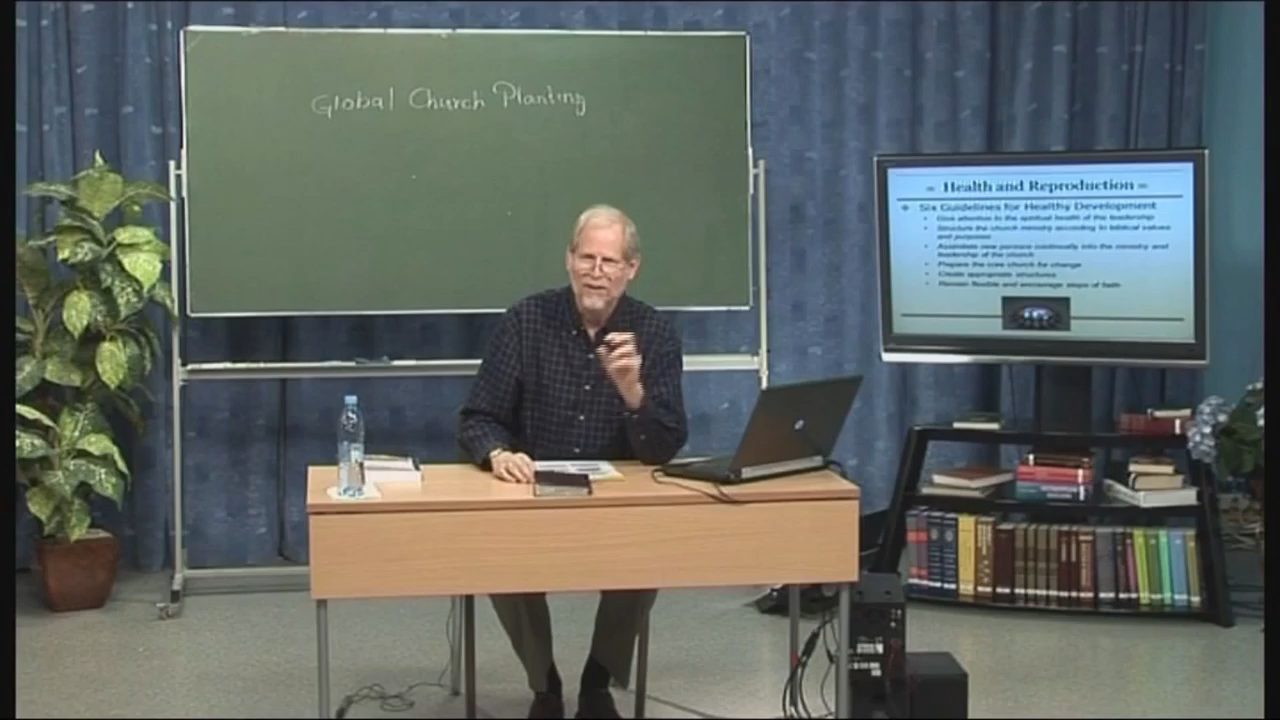 Global Church Planting
Health and Reproduction
Six Guidelines for Healthy Development
Give attention to the spiritual health of the leadership
Structure the church ministry according to biblical values
and purposes
Assimilate new persons continually into the ministry and
leadership of the church
Prepare the core church for change
Create appropriate structures
Remain flexible and encourage steps of faith